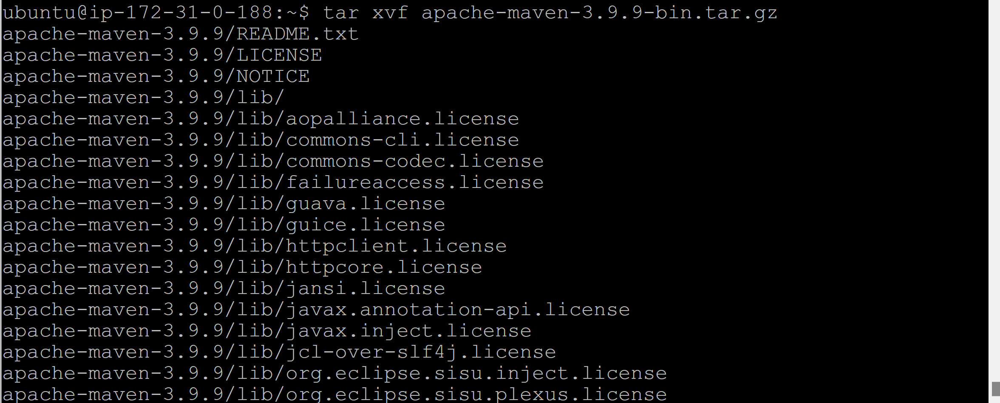 ubuntu@ip-172-31-0-188:~$ tar xvf apache-maven-3.9.9-bin.tar.gz
apache-maven-3.9.9/README.txt
apache-maven-3.9.9/LICENSE
apache-maven-3.9.9/NOTICE
apache-maven-3.9.9/lib/
apache-maven-3.9.9/lib/aopalliance.license
apache-maven-3.9.9/lib/commons-cli.license
apache-maven-3.9.9/lib/commons-codec.license
apache-maven-3.9.9/lib/failureaccess.license
apache-maven-3.9.9/lib/guava.license
apache-maven-3.9.9/lib/guice.license
apache-maven-3.9.9/lib/httpclient.license
apache-maven-3.9.9/lib/httpcore.license
apache-maven-3.9.9/lib/jansi.license
apache-maven-3.9.9/lib/javax.annotation-api.license
apache-maven-3.9.9/lib/javax.inject.license
apache-maven-3.9.9/lib/jcl-over-slf4j.license
apache-maven-3.9.9/lib/org.eclipse.sisu.inject.license
apache-maven-3.9.9/lib/org.eclipse.sisu.plexus.license